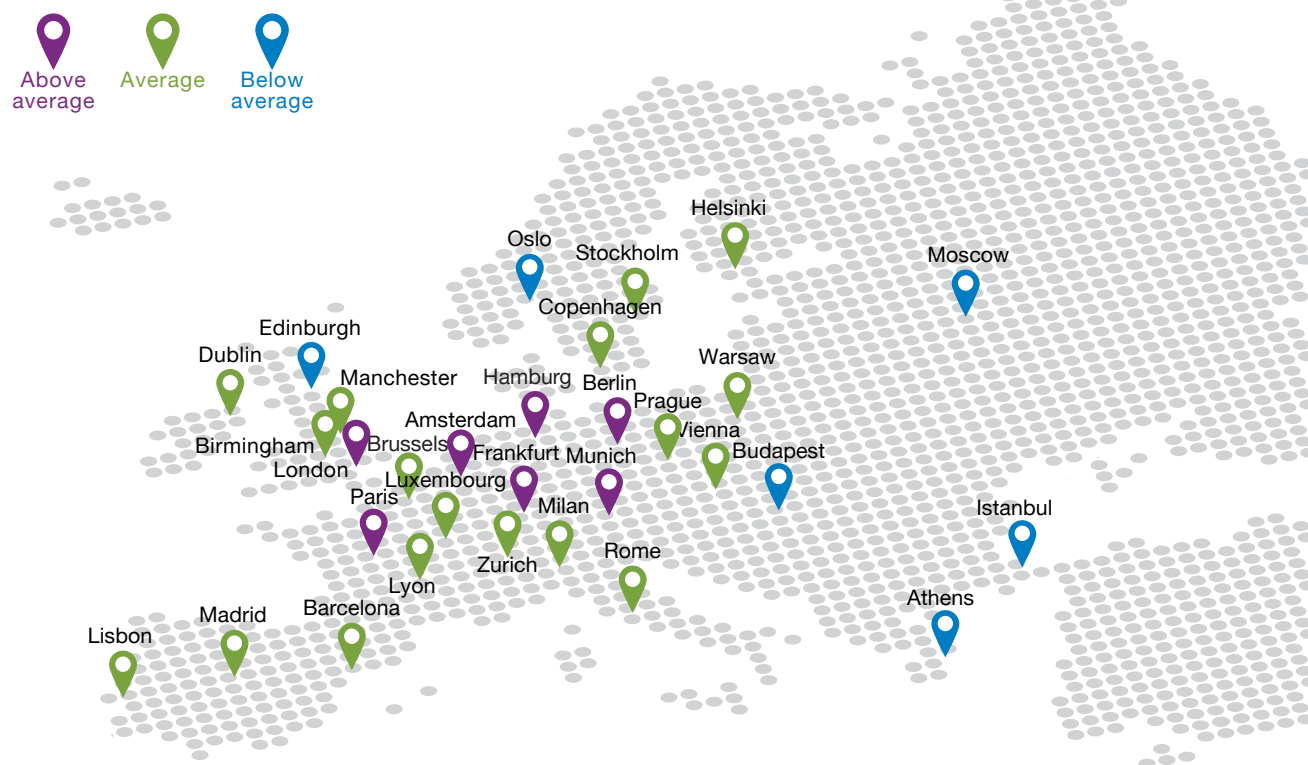 Above
average
Average
Below
average
Helsinki
Oslo
Stockholm
Moscow
Copenhagen
Edinburgh
Dublin
Warsaw
Manchester
Hamburg
Berlin
Prague
Amsterdam
Vienna
Birmingham
Brussels
Frankfurt
Munich
Budapest
London
Luxembourg
Paris
Milan
Istanbul
Rome
Zurich
Lyon
Athens
Barcelona
Madrid
Lisbon